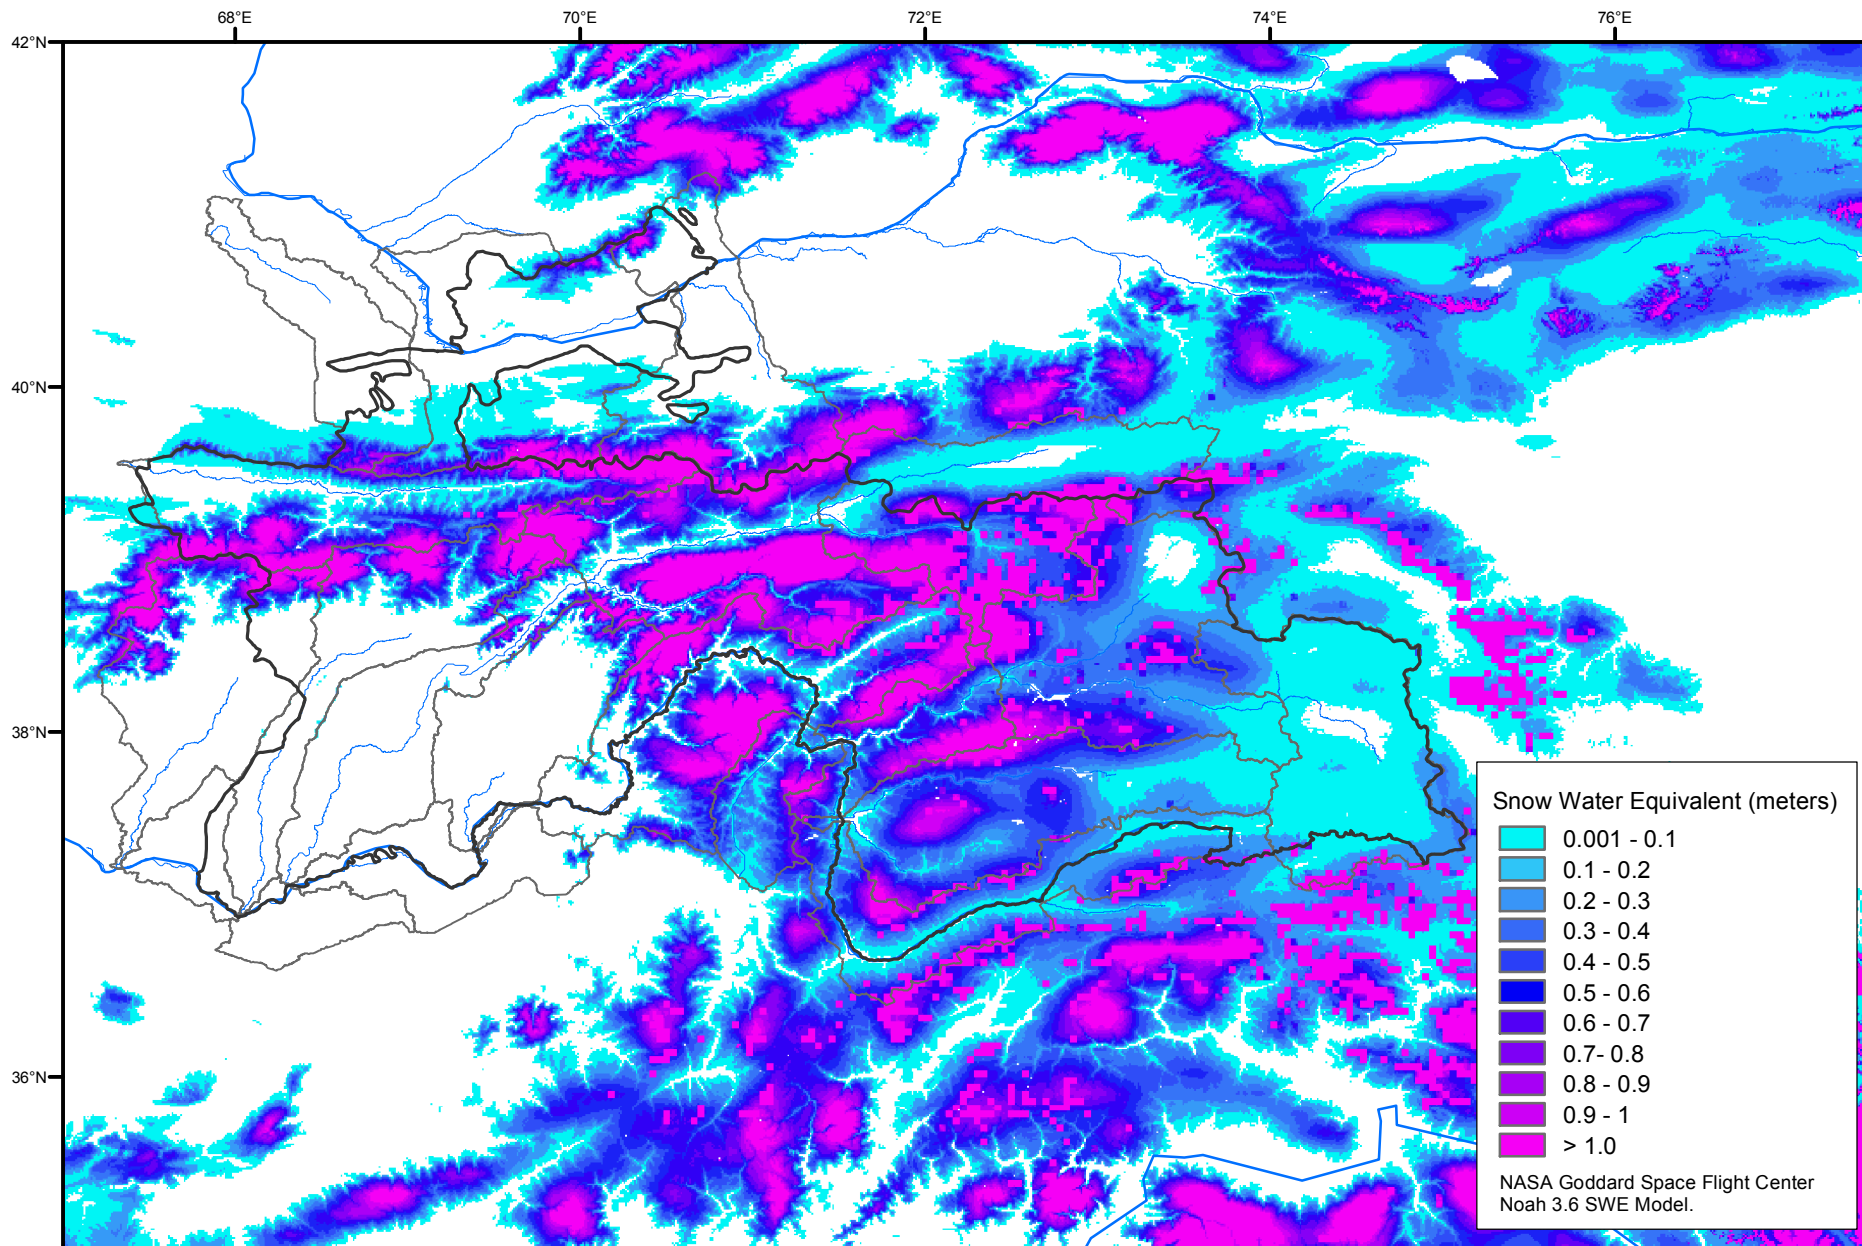 68°E
70°E
72°E
74°E
76°E
42°N
40°N
38°N
36°N
Snow Water Equivalent (meters)
0.001 - 0.1
0.1 - 0.2
0.2 - 0.3
0.3 - 0.4
0.4 - 0.5
0.5 - 0.6
0.6 - 0.7
0.7- 0.8
0.8 - 0.9
0.9 - 1
> 1.0
NASA Goddard Space Flight Center
Noah 3.6 SWE Model.